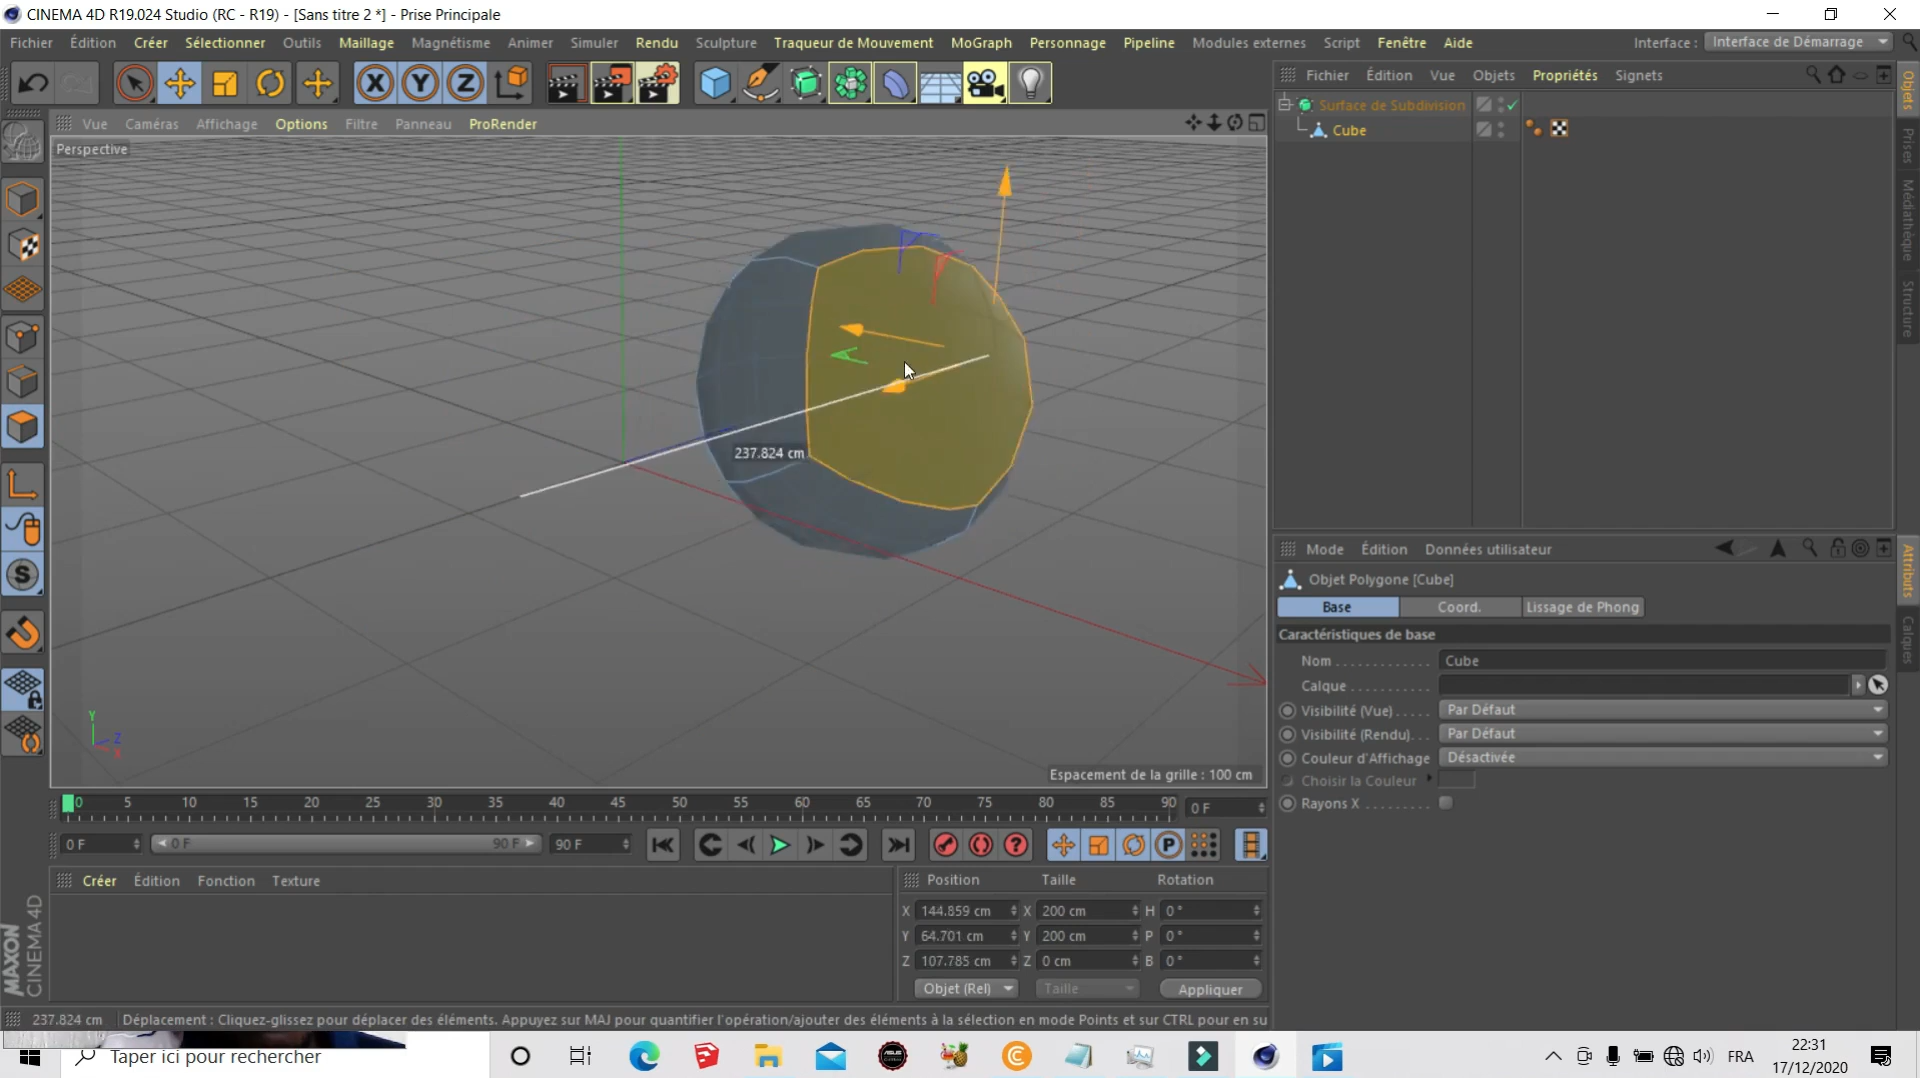 CINEMA 4D R19.024 Studio (RC - R19) - [Sans titre 2 *] - Prise Principale
Fichier Édition Créer Sélectionner Outils Maillage Magnétisme Animer Simuler Rendu Sculpture Traqueur de Mouvement MoGraph Personnage Pipeline Modules externes Script Fenêtre Aide Interface : Interface de Démarrage
X Y Z
Fichier Édition Vue Objets Propriétés Signets
Vue Caméras Affichage Options Filtre Panneau ProRender
Perspective
Surface de Subdivision
Cube
Objets
Prises
Médiathèque
Structure
237.824 cm
Mode Édition Données utilisateur
Objet Polygone [Cube]
Base Coord. Lissage de Phong
Caractéristiques de base
Nom . . . . . . . . . . . . . Cube
Calque . . . . . . . . . . .
Visibilité (Vue) . . . . . Par Défaut
Visibilité (Rendu) . . . Par Défaut
Couleur d'Affichage Désactivée
Choisir la Couleur
Rayons X . . . . . . . . .
Attributs
Calques
S
Y
Z
X
Espacement de la grille : 100 cm
0 5 10 15 20 25 30 35 40 45 50 55 60 65 70 75 80 85 90 0 F
0 F 0 F 90 F 90 F P
Créer Édition Fonction Texture
Position Taille Rotation
X 144.859 cm X 200 cm H 0 °
Y 64.701 cm Y 200 cm P 0 °
Z 107.785 cm Z 0 cm B 0 °
Objet (Rel) Taille Appliquer
MAXON
CINEMA 4D
237.824 cm Déplacement : Cliquez-glissez pour déplacer des éléments. Appuyez sur MAJ pour quantifier l'opération/ajouter des éléments à la sélection en mode Points et sur CTRL pour en su
Taper ici pour rechercher
FRA
22:31
17/12/2020